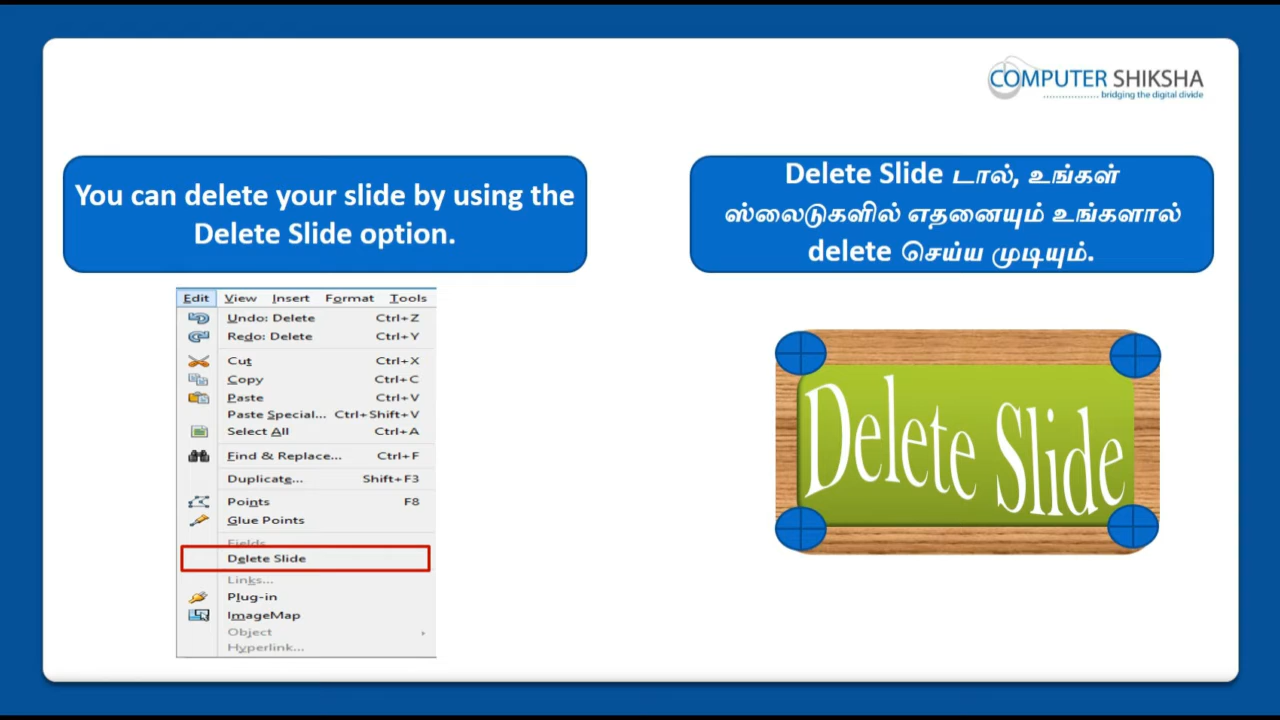 COMPUTER SHIKSHA
bridging the digital divide
You can delete your slide by using the
Delete Slide option.
Delete Slide டால், உங்கள்
ஸ்லைடுகளில் எதனையும் உங்களால்
delete செய்ய முடியும்.
Edit View Insert Format Tools
Undo: Delete Ctrl+Z
Redo: Delete Ctrl+Y
Cut Ctrl+X
Copy Ctrl+C
Paste Ctrl+V
Paste Special... Ctrl+Shift+V
Select All Ctrl+A
Find & Replace... Ctrl+F
Duplicate... Shift+F3
Points F8
Glue Points
Fields
Delete Slide
Links...
Plug-in
ImageMap
Object
Hyperlink...
Delete Slide